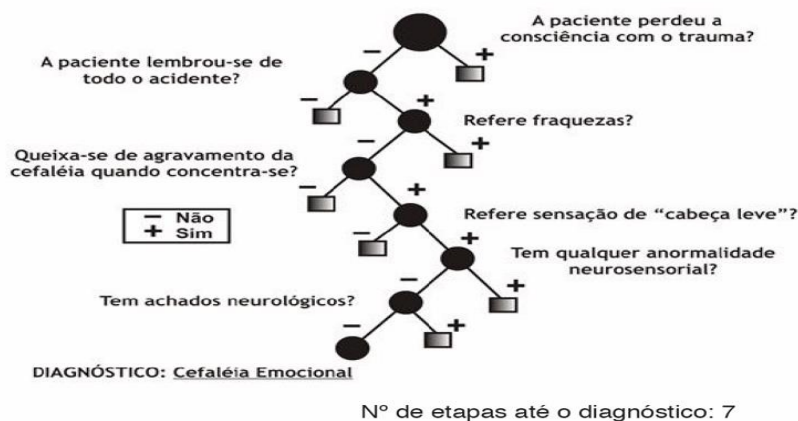 A paciente perdeu a
consciência com o trauma?
−
+
A paciente lembrou-se de
todo o acidente?
−
+
Refere fraquezas?
−
+
Queixa-se de agravamento da
cefaléia quando concentra-se?
−
+
− Não
+ Sim
Refere sensação de “cabeça leve”?
−
+
Tem qualquer anormalidade
neurosensorial?
−
+
Tem achados neurológicos?
−
+
DIAGNÓSTICO: Cefaléia Emocional
Nº de etapas até o diagnóstico: 7